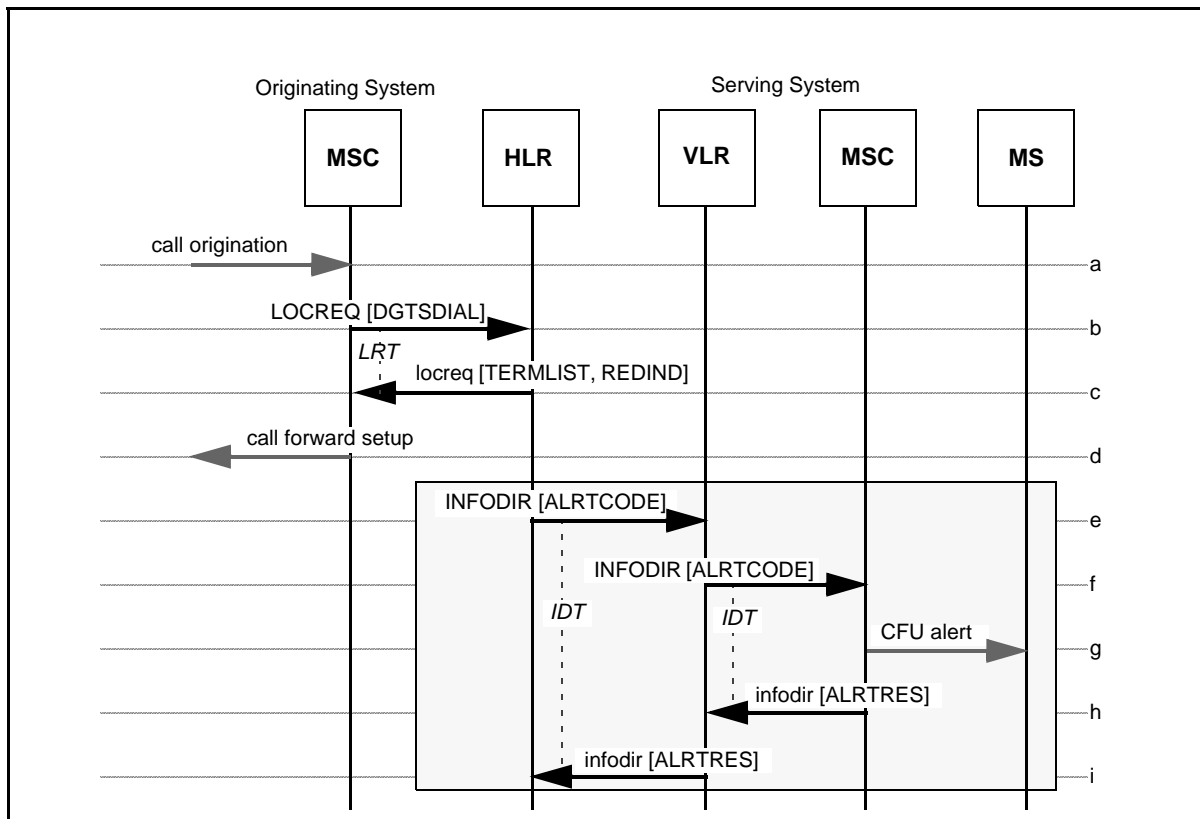 Originating System
Serving System
MSC
HLR
VLR
MSC
MS
call origination
a
LOCREQ [DGTSDIAL]
b
LRT
locreq [TERMLIST, REDIND]
c
call forward setup
d
INFODIR [ALRTCODE]
e
INFODIR [ALRTCODE]
f
IDT
IDT
CFU alert
g
infodir [ALRTRES]
h
infodir [ALRTRES]
i